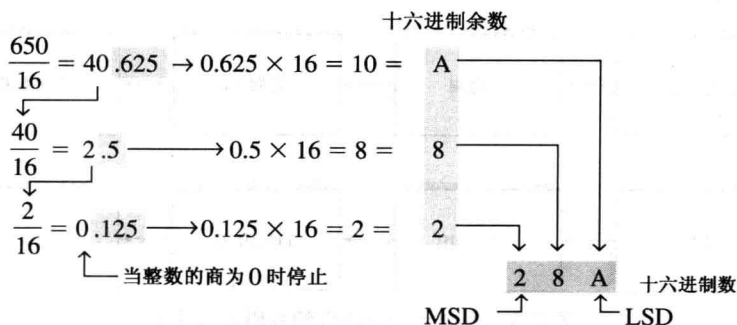 十六进制余数
650/16 = 40.625 → 0.625 × 16 = 10 = A
40/16 = 2.5 → 0.5 × 16 = 8 = 8
2/16 = 0.125 → 0.125 × 16 = 2 = 2
当整数的商为0时停止
2 8 A 十六进制数
MSD LSD